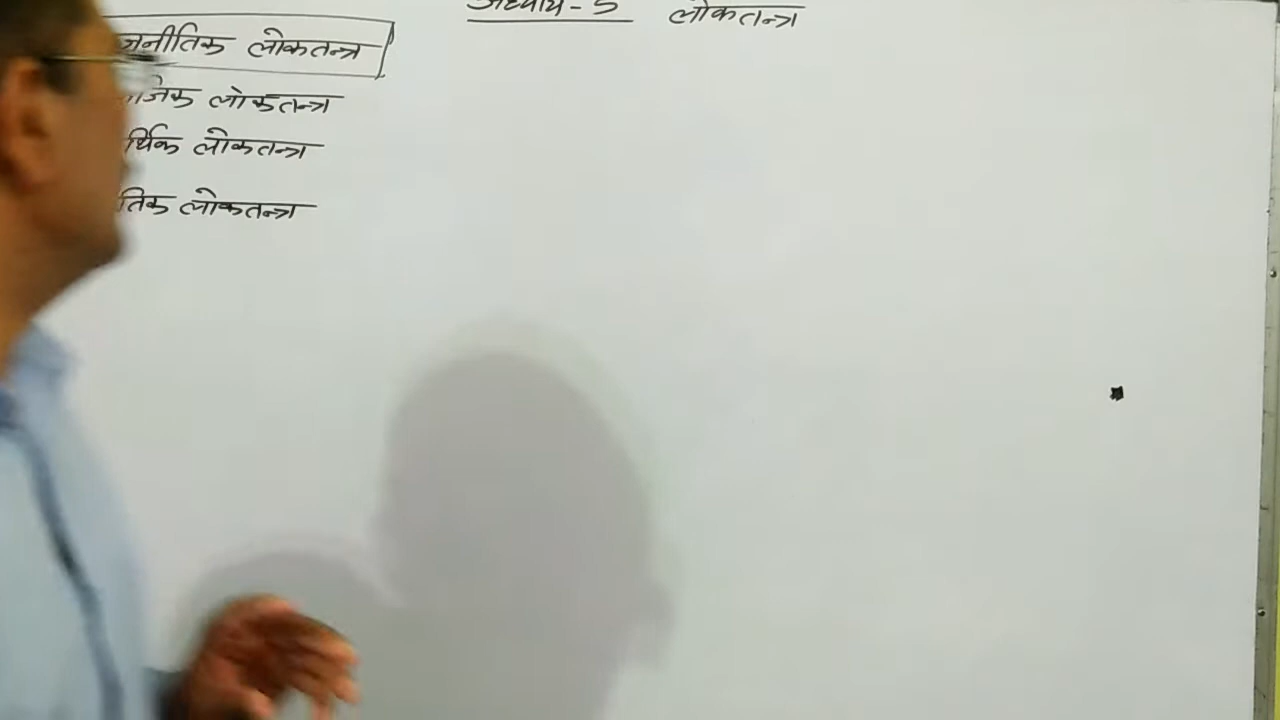 अध्याय - 5 लोकतन्त्र
जनीतिक लोकतन्त्र
जिक लोकतन्त्र
र्थिक लोकतन्त्र
तिक लोकतन्त्र